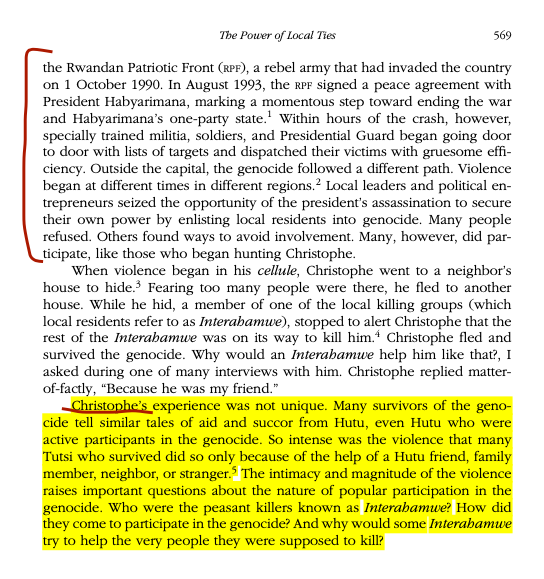 The Power of Local Ties 569
the Rwandan Patriotic Front (RPF), a rebel army that had invaded the country
on 1 October 1990. In August 1993, the RPF signed a peace agreement with
President Habyarimana, marking a momentous step toward ending the war
and Habyarimana's one-party state.1 Within hours of the crash, however,
specially trained militia, soldiers, and Presidential Guard began going door
to door with lists of targets and dispatched their victims with gruesome effi-
ciency. Outside the capital, the genocide followed a different path. Violence
began at different times in different regions.2 Local leaders and political en-
trepreneurs seized the opportunity of the president's assassination to secure
their own power by enlisting local residents into genocide. Many people
refused. Others found ways to avoid involvement. Many, however, did par-
ticipate, like those who began hunting Christophe.
When violence began in his cellule, Christophe went to a neighbor's
house to hide.3 Fearing too many people were there, he fled to another
house. While he hid, a member of one of the local killing groups (which
local residents refer to as Interahamwe), stopped to alert Christophe that the
rest of the Interahamwe was on its way to kill him.4 Christophe fled and
survived the genocide. Why would an Interahamwe help him like that?, I
asked during one of many interviews with him. Christophe replied matter-
of-factly, “Because he was my friend.”
Christophe's experience was not unique. Many survivors of the geno-
cide tell similar tales of aid and succor from Hutu, even Hutu who were
active participants in the genocide. So intense was the violence that many
Tutsi who survived did so only because of the help of a Hutu friend, family
member, neighbor, or stranger.5 The intimacy and magnitude of the violence
raises important questions about the nature of popular participation in the
genocide. Who were the peasant killers known as Interahamwe? How did
they come to participate in the genocide? And why would some Interahamwe
try to help the very people they were supposed to kill?